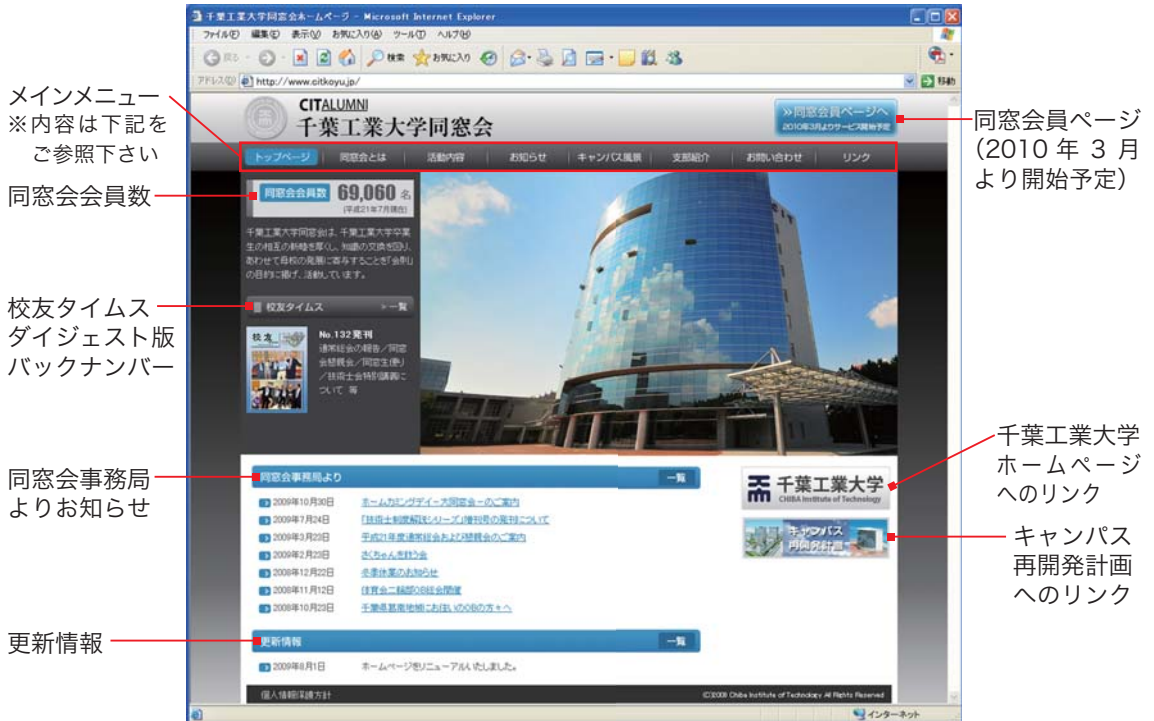 千葉工業大学同窓会ホームページ - Microsoft Internet Explorer
ファイル(F) 編集(E) 表示(V) お気に入り(A) ツール(T) ヘルプ(H)
戻る 検索 お気に入り
アドレス(D) http://www.citkoyu.jp/ 移動
メインメニュー
※内容は下記を
ご参照下さい
同窓会会員数
校友タイムス
ダイジェスト版
バックナンバー
同窓会事務局
よりお知らせ
更新情報
CITALUMNI
千葉工業大学同窓会
≫同窓会員ページへ
2010年3月よりサービス開始予定
トップページ 同窓会とは 活動内容 お知らせ キャンパス風景 支部紹介 お問い合わせ リンク
同窓会会員数 69,060 名
(平成21年7月現在)
千葉工業大学同窓会は、千葉工業大学卒業
生の相互の親睦を厚くし、知識の交換を図り、
あわせて母校の発展に寄与することを「会則」
の目的に掲げ、活動しています。
校友タイムス >一覧
校友
No.132発刊
通常総会の報告／同窓
会懇親会／同窓生便り
／技術士会特別講義に
ついて 等
同窓会事務局より 一覧
2009年10月30日 ホームカミングデイー大同窓会ーのご案内
2009年7月24日 「技術士制度解説シリーズ」増刊号の発刊について
2009年3月23日 平成21年度通常総会および懇親会のご案内
2009年2月23日 さくちゃんを囲う会
2008年12月22日 冬季休業のお知らせ
2008年11月12日 体育会二輪部OB総会開催
2008年10月23日 千葉県葛南地域にお住いのOBの方々へ
更新情報 一覧
2009年8月1日 ホームページをリニューアルいたしました。
個人情報保護方針 (C)2009 Chiba Institute of Technology All Rights Reserved
インターネット
千葉工業大学
CHIBA Institute of Technology
キャンパス
再開発計画
同窓会員ページ
（2010 年 3 月
より開始予定）
千葉工業大学
ホームページ
へのリンク
キャンパス
再開発計画
へのリンク